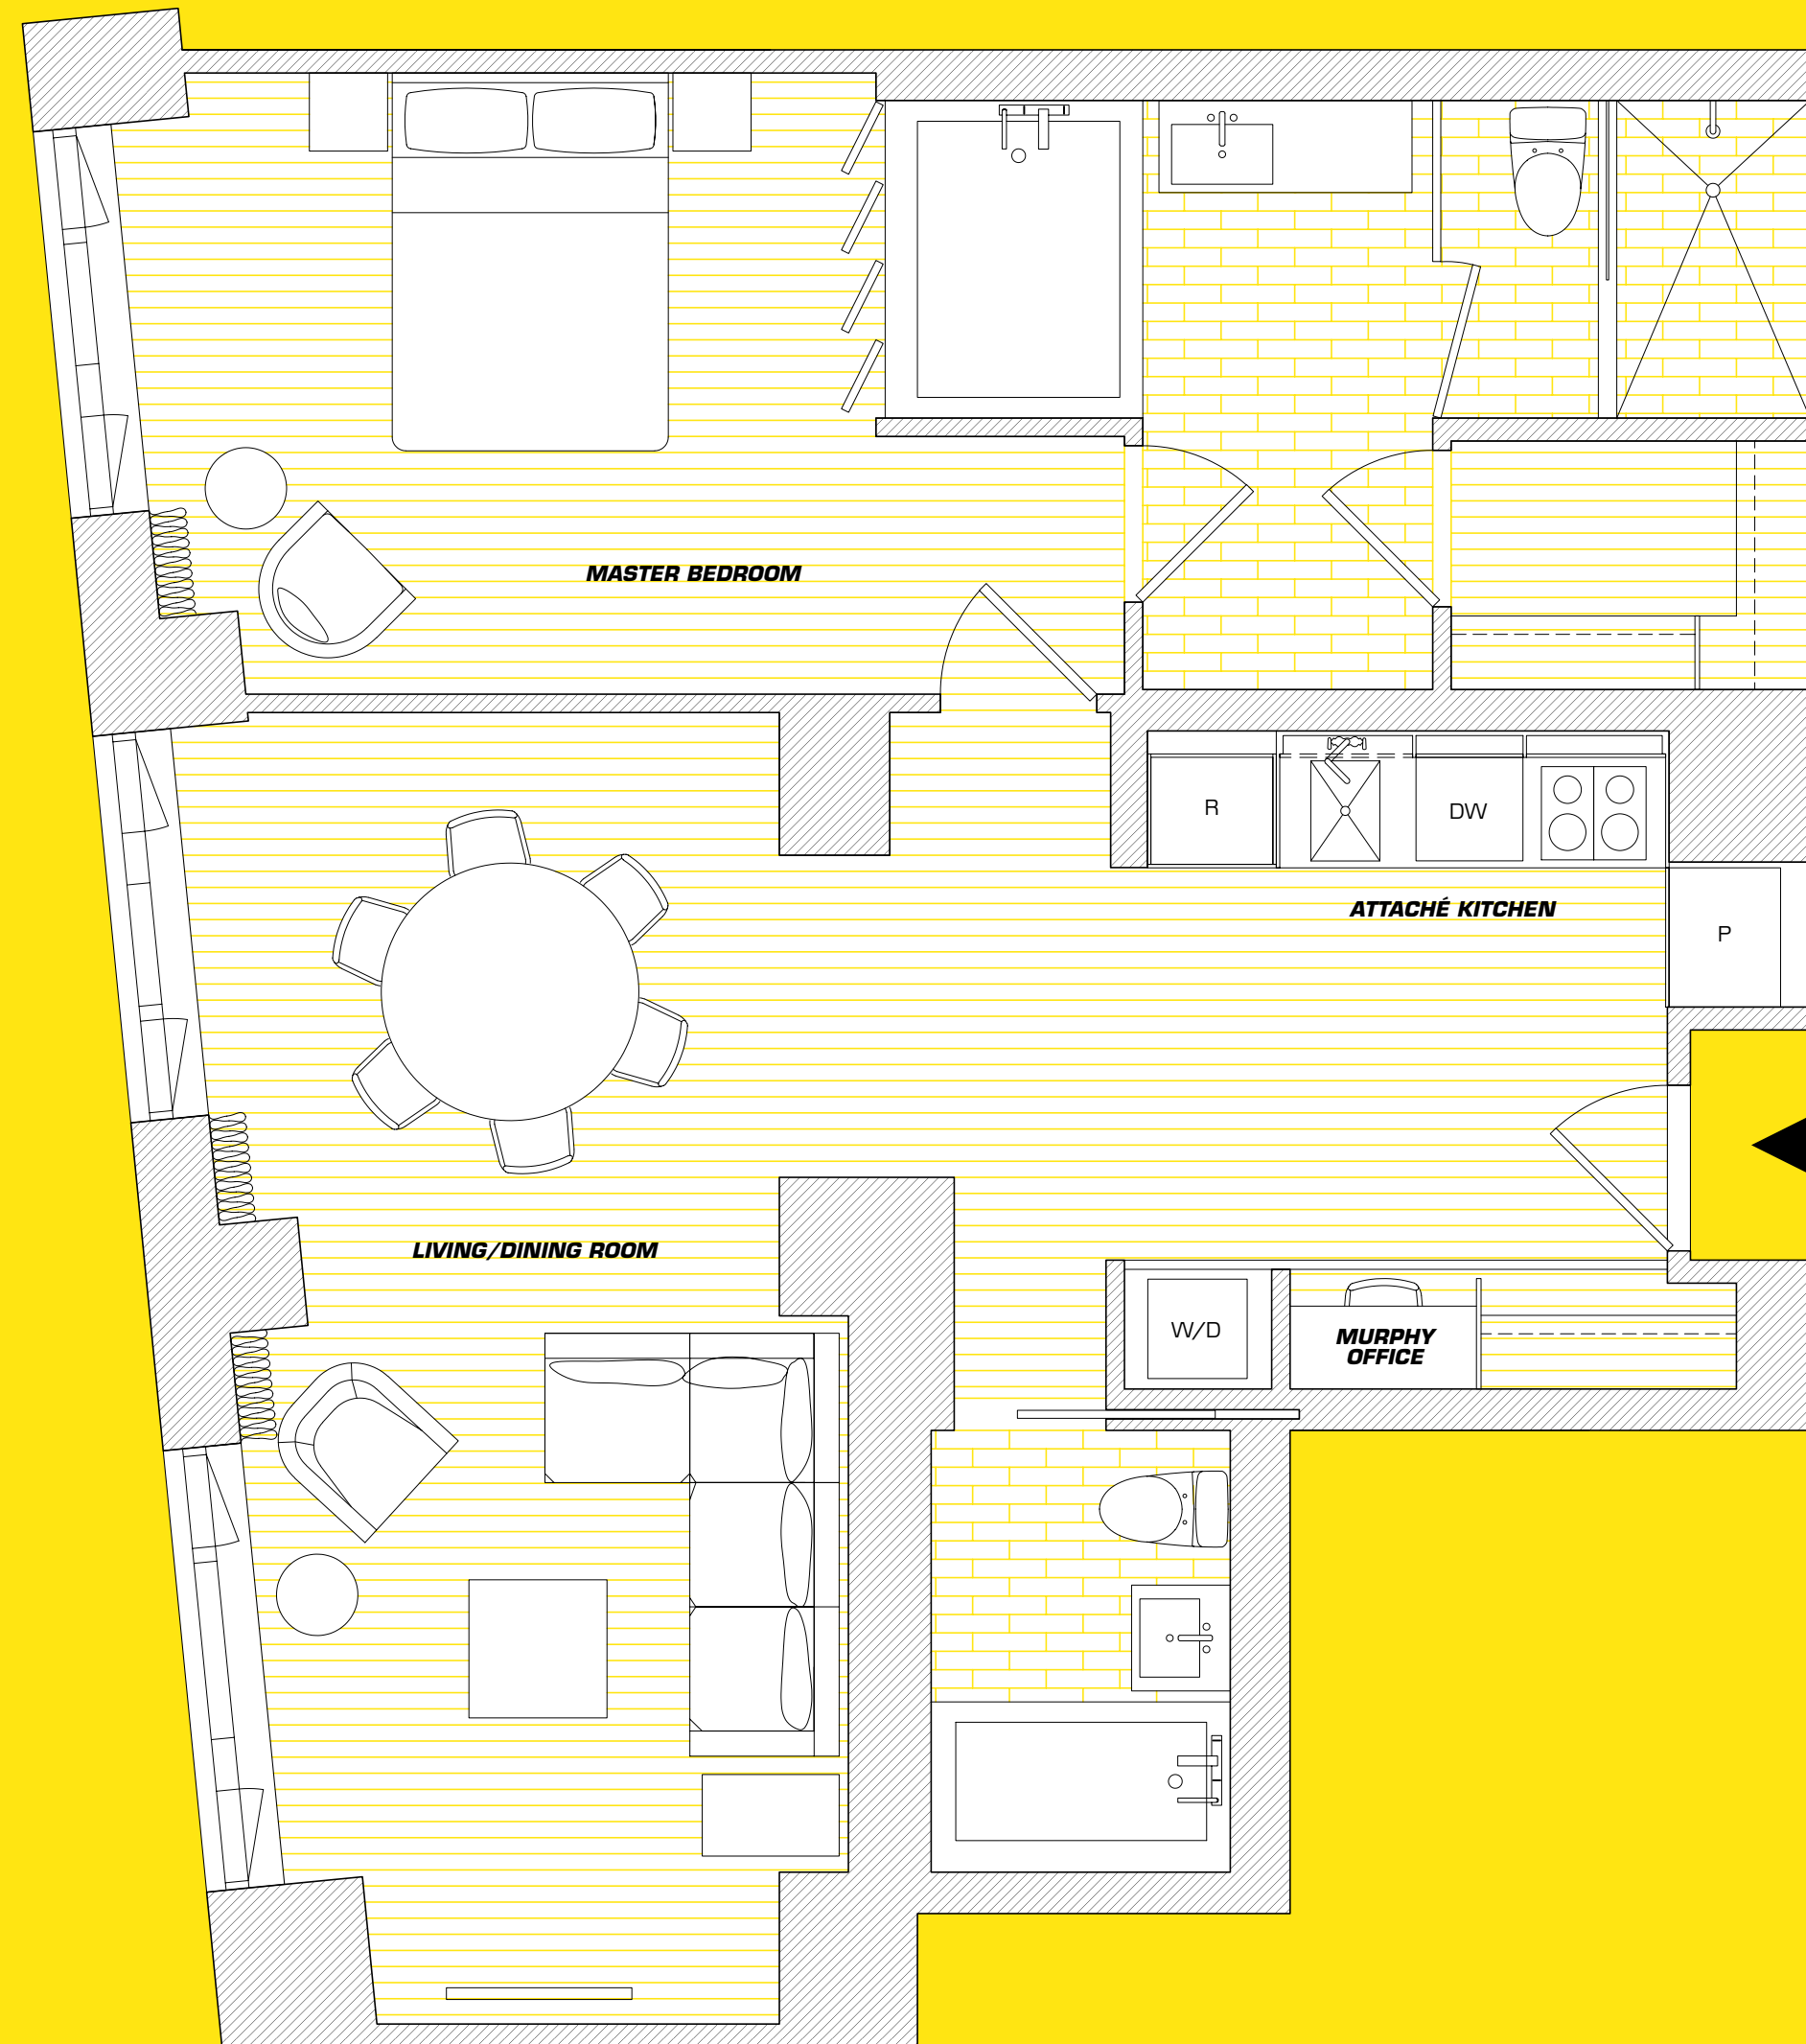 MASTER BEDROOM
R
DW
ATTACHÉ KITCHEN
P
LIVING/DINING ROOM
W/D
MURPHY
OFFICE